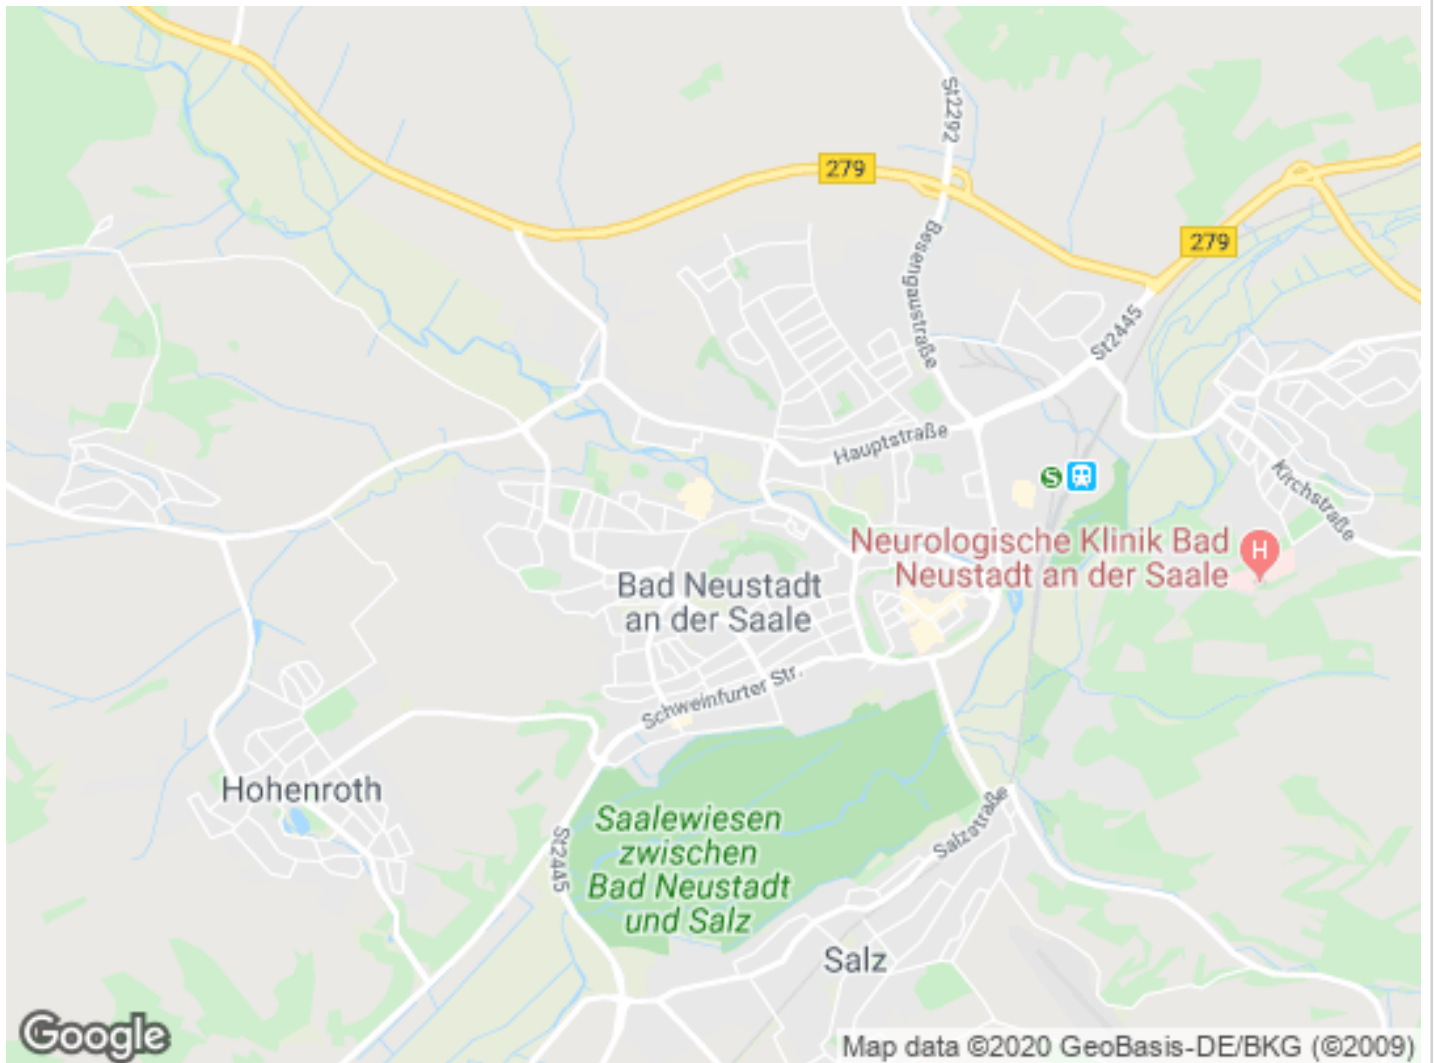 St2292
279
279
Besengaustraße
St2445
Hauptstraße
S
Kirchstraße
Neurologische Klinik Bad
Neustadt an der Saale
H
Bad Neustadt
an der Saale
Schweinfurter Str.
Hohenroth
Saalewiesen
zwischen
Bad Neustadt
und Salz
Salzstraße
St2445
Salz
Google
Map data ©2020 GeoBasis-DE/BKG (©2009)